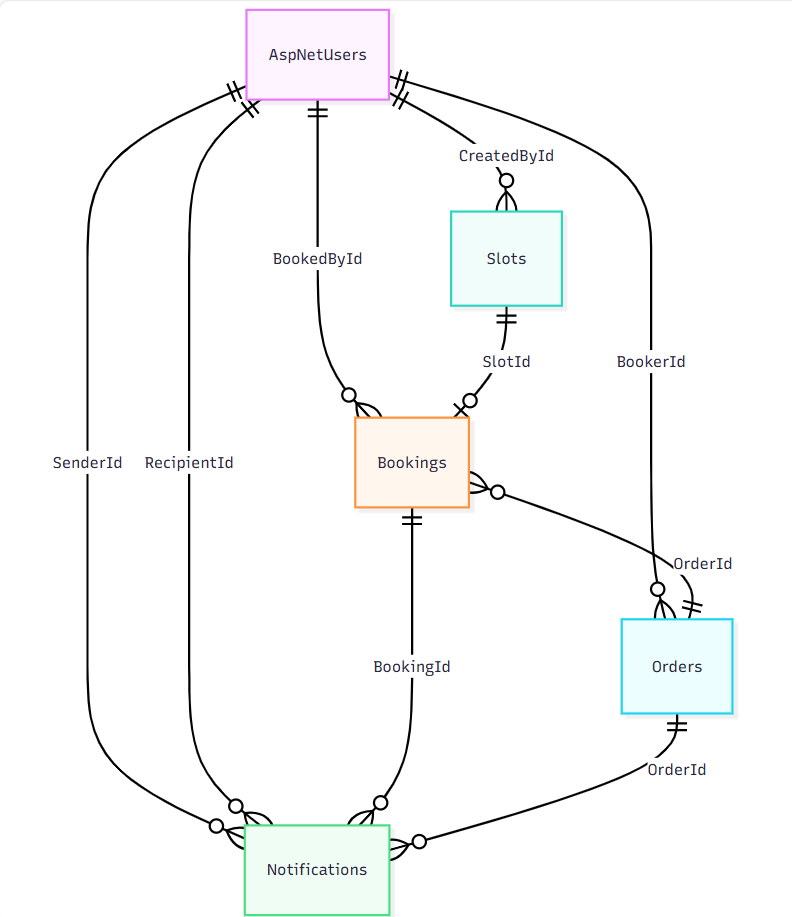 AspNetUsers
CreatedById
BookedById
Slots
SlotId
BookerId
SenderId
RecipientId
Bookings
OrderId
BookingId
Orders
OrderId
Notifications